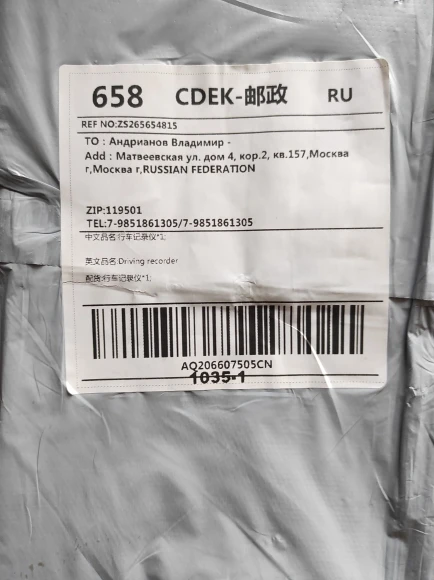 658 CDEK-邮政 RU
REF NO:ZS265654815
TO : Андрианов Владимир -
Add : Матвеевская ул. дом 4, кор.2, кв.157,Москва
г,Москва г,RUSSIAN FEDERATION
ZIP:119501
TEL:7-9851861305/7-9851861305
中文品名:行车记录仪*1;
英文品名:Driving recorder
配货:行车记录仪*1;
AQ206607505CN
1035-1